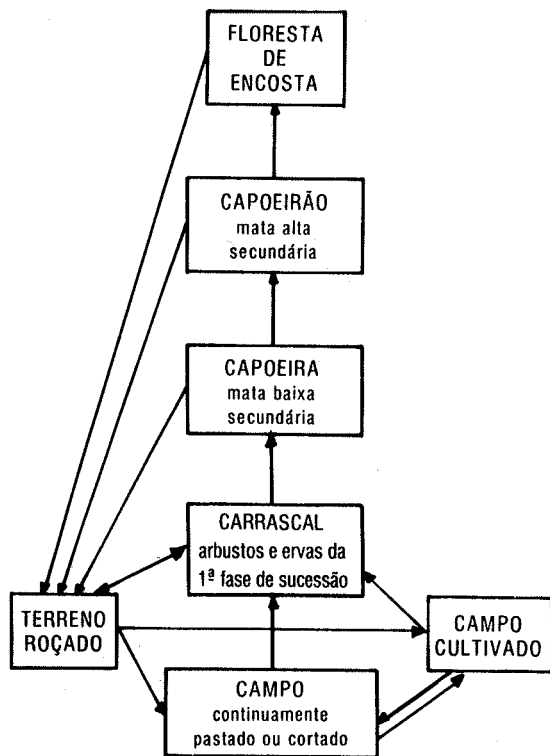 FLORESTA
DE
ENCOSTA
CAPOEIRÃO
mata alta
secundária
CAPOEIRA
mata baixa
secundária
CARRASCAL
arbustos e ervas da
1ª fase de sucessão
TERRENO
ROÇADO
CAMPO
CULTIVADO
CAMPO
continuamente
pastado ou cortado